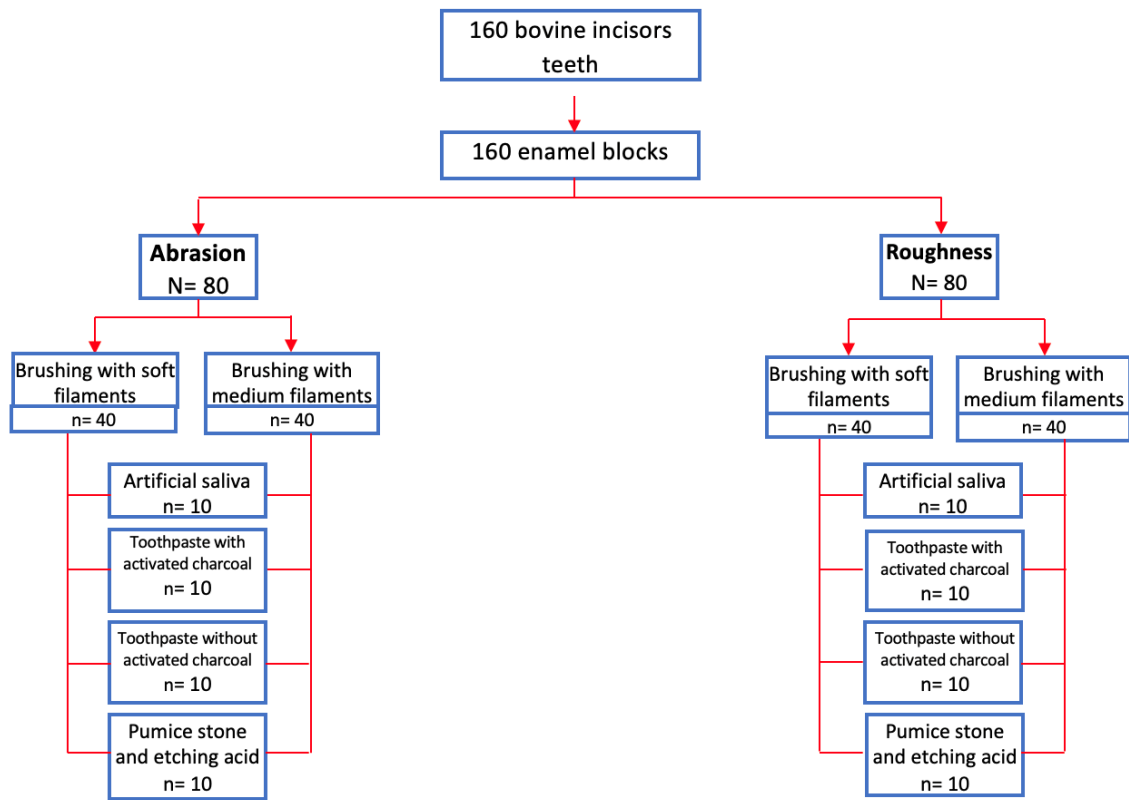 160 bovine incisors
teeth
160 enamel blocks
Abrasion
N= 80
Roughness
N= 80
Brushing with soft
filaments
n= 40
Brushing with
medium filaments
n= 40
Brushing with soft
filaments
n= 40
Brushing with
medium filaments
n= 40
Artificial saliva
n= 10
Toothpaste with
activated charcoal
n= 10
Toothpaste without
activated charcoal
n= 10
Pumice stone
and etching acid
n= 10
Artificial saliva
n= 10
Toothpaste with
activated charcoal
n= 10
Toothpaste without
activated charcoal
n= 10
Pumice stone
and etching acid
n= 10